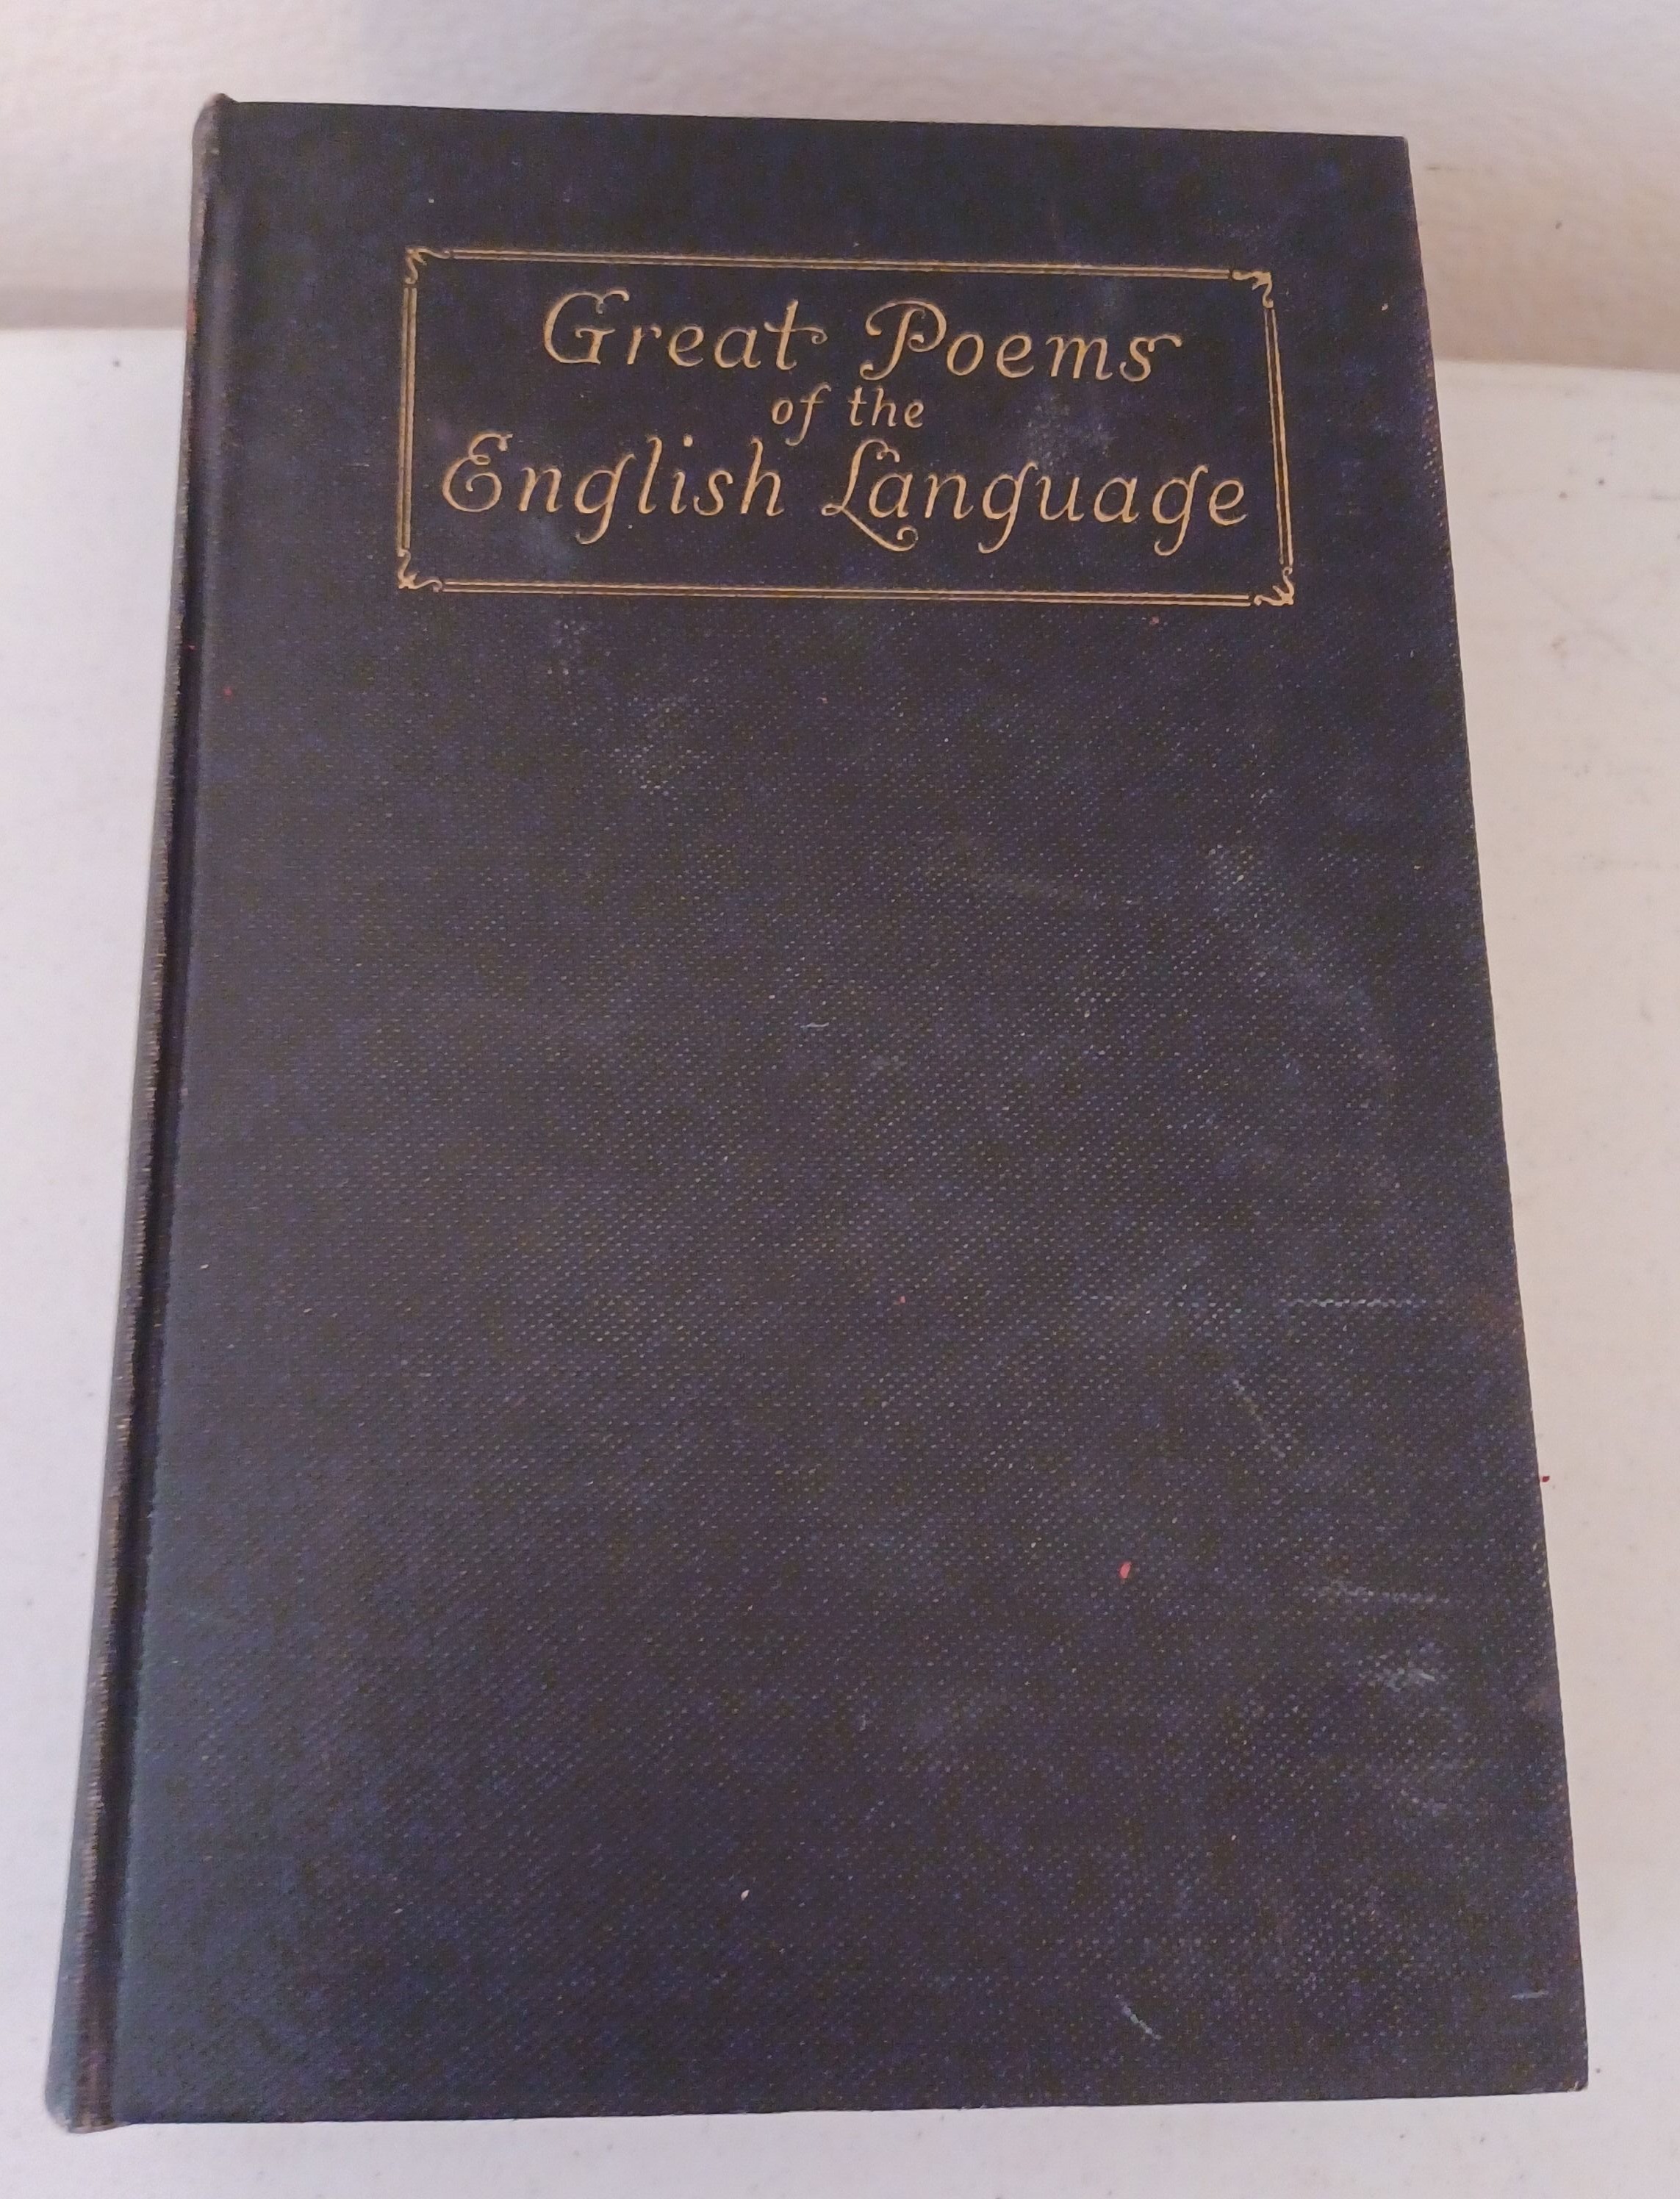 Great Poems
of the
English Language